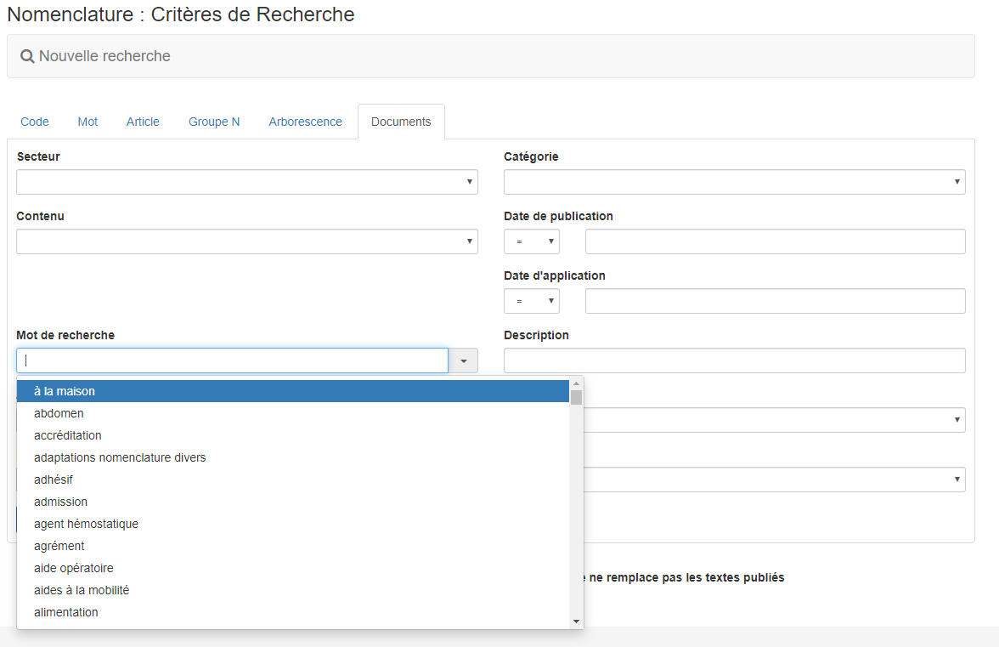 Nomenclature : Critères de Recherche
Nouvelle recherche
Code Mot Article Groupe N Arborescence Documents
Secteur Catégorie
Contenu Date de publication
=
Date d'application
=
Mot de recherche Description
à la maison
abdomen
accréditation
adaptations nomenclature divers
adhésif
admission
agent hémostatique
agrément
aide opératoire
aides à la mobilité
alimentation
ne remplace pas les textes publiés